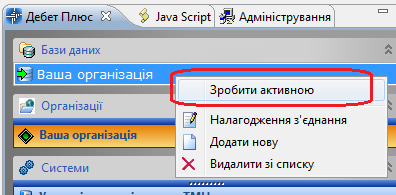 Дебет Плюс Java Script Адміністрування
Бази даних
Ваша організація
Зробити активною
Організації
Налагодження з'єднання
Ваша організація
Додати нову
Видалити зі списку
Системи